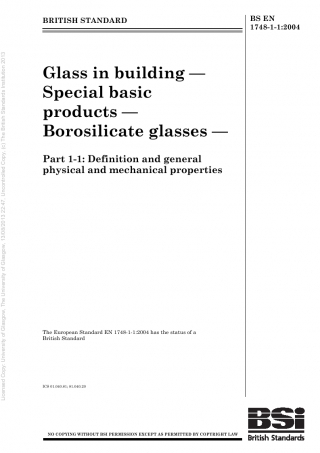 BRITISH STANDARD
BS EN
1748-1-1:2004
Glass in building —
Special basic
products —
Borosilicate glasses —
Part 1-1: Definition and general
physical and mechanical properties
The European Standard EN 1748-1-1:2004 has the status of a
British Standard
ICS 01.040.81; 81.040.20
NO COPYING WITHOUT BSI PERMISSION EXCEPT AS PERMITTED BY COPYRIGHT LAW
BSi
British Standards
Licensed Copy: University of Glasgow, The University of Glasgow, 13/09/2013 22:47, Uncontrolled Copy, (c) The British Standards Institution 2013